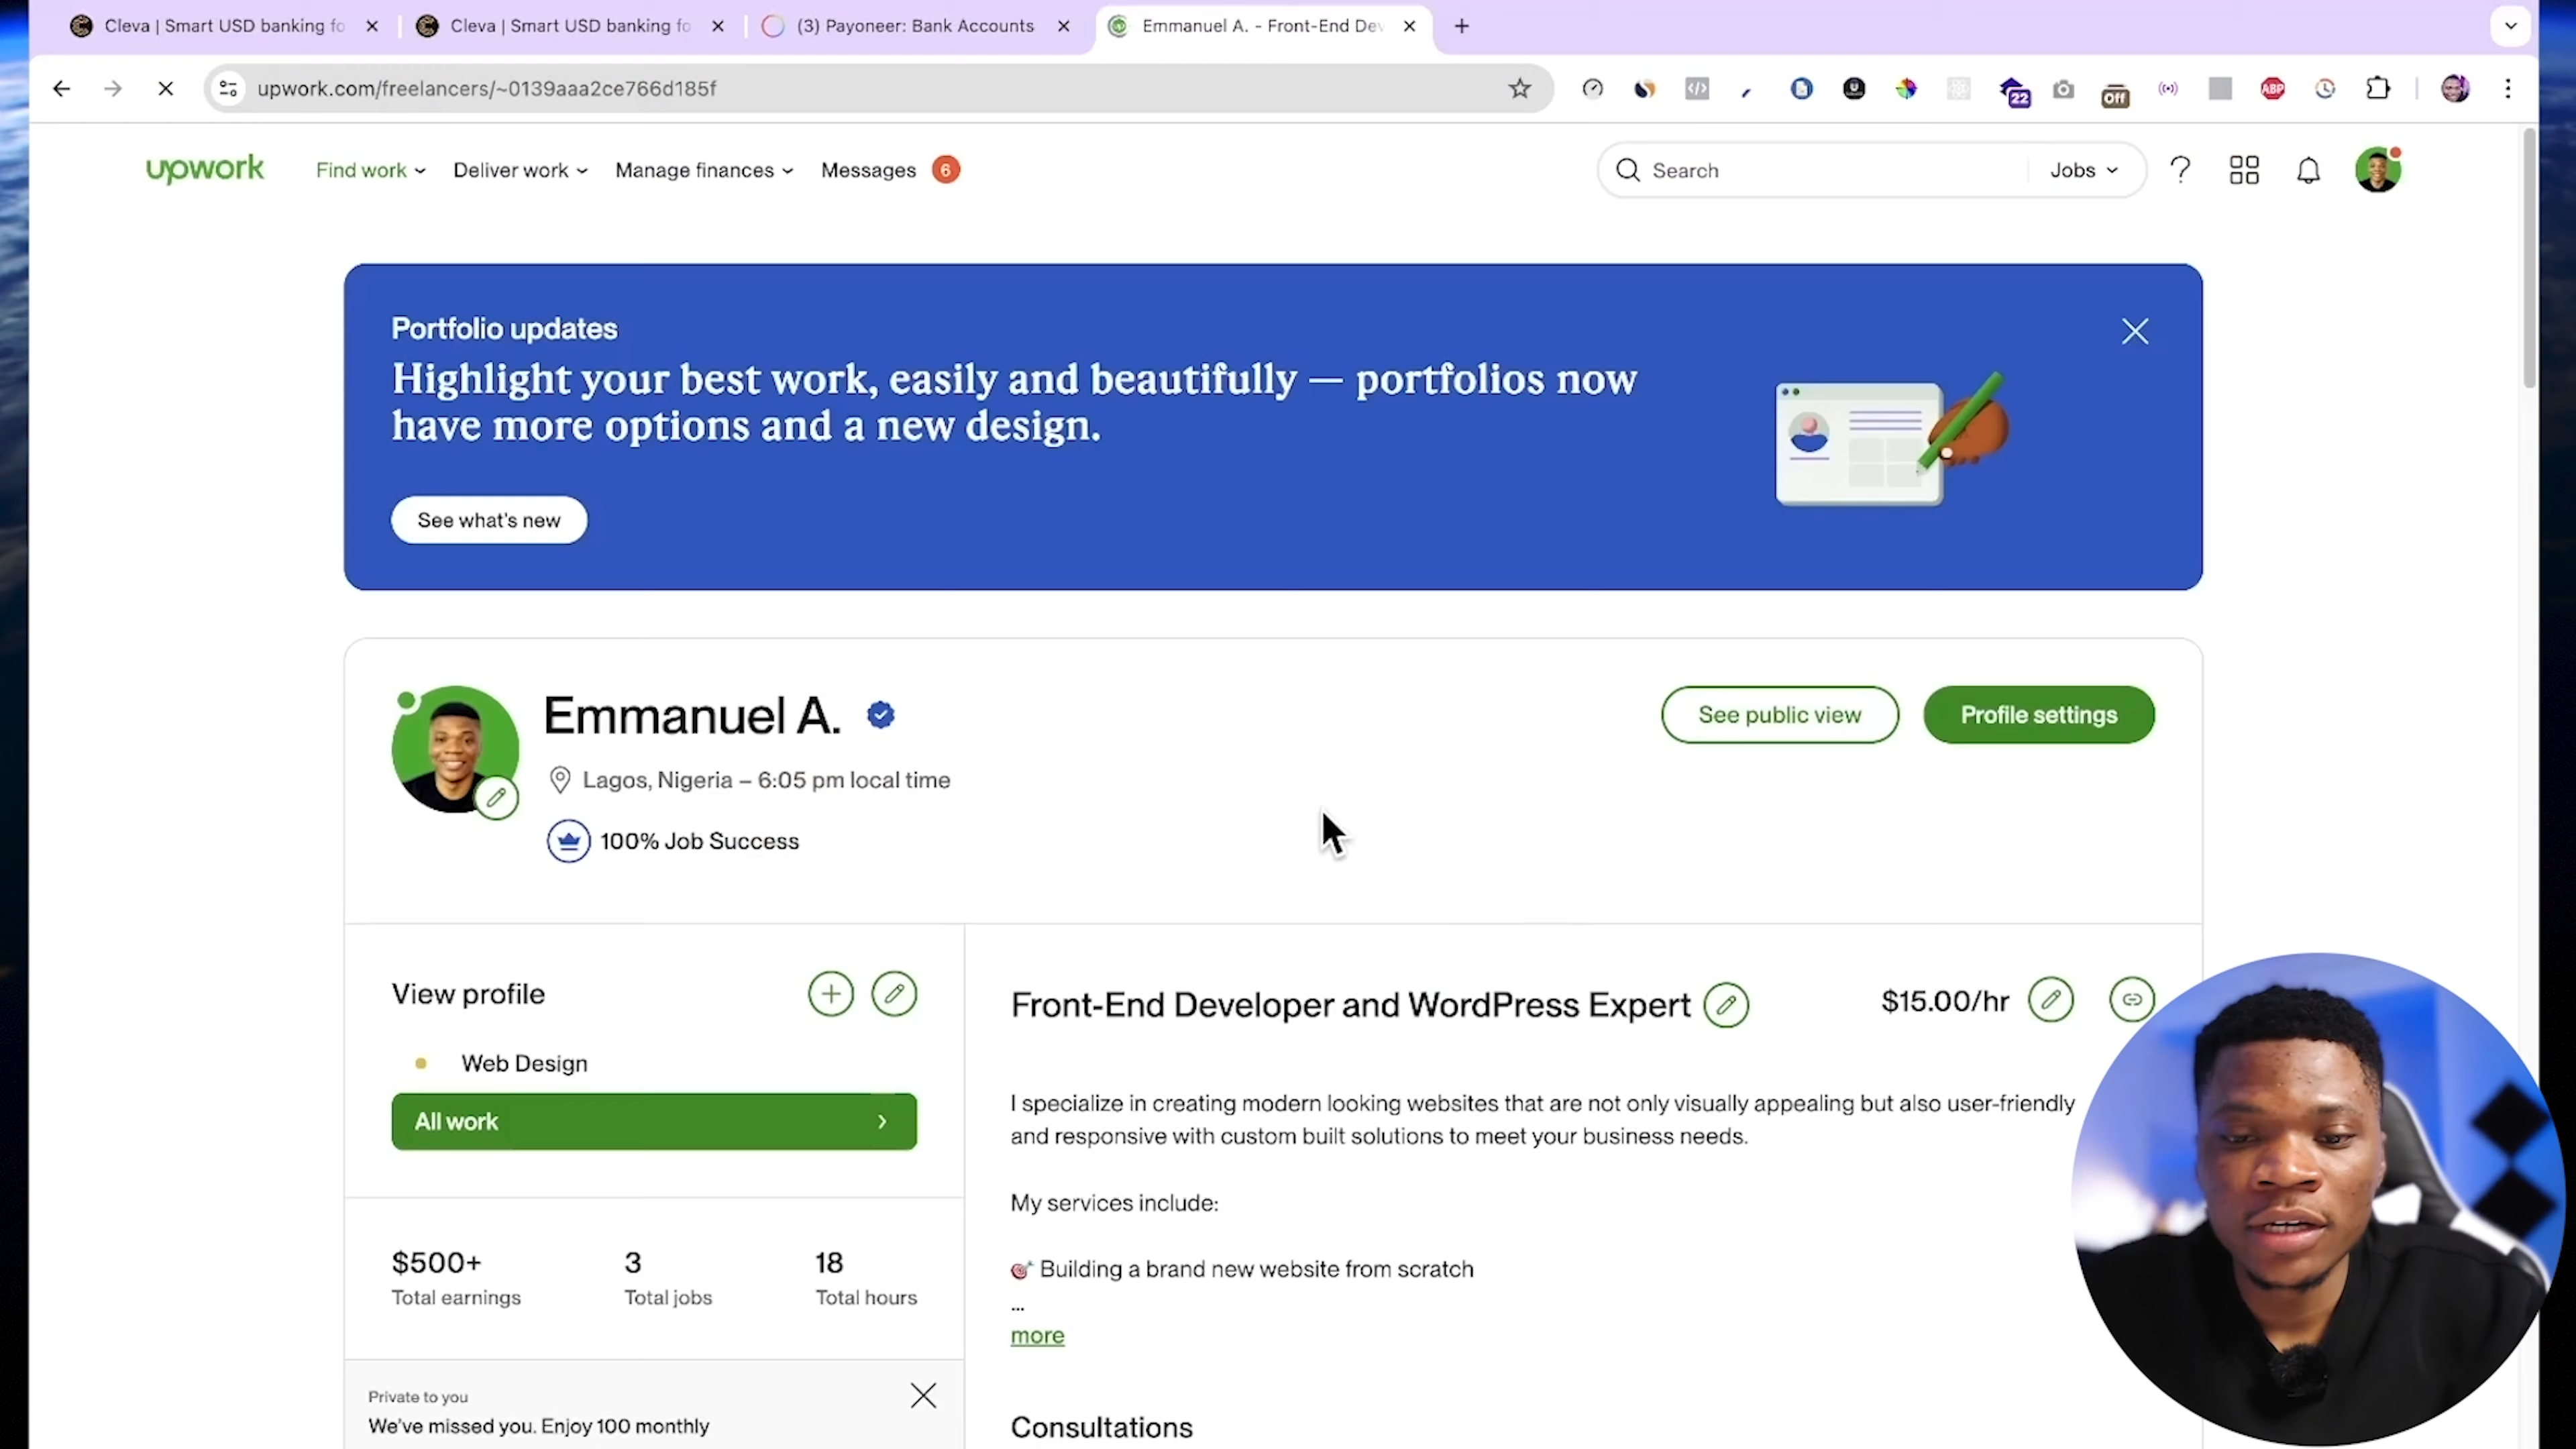 Cleva | Smart USD banking fo
Cleva | Smart USD banking fo
(3) Payoneer: Bank Accounts
Emmanuel A. - Front-End Dev
upwork.com/freelancers/~0139aaa2ce766d185f
22
Off
ABP
upwork
Find work
Deliver work
Manage finances
Messages
6
Search
Jobs
Portfolio updates
Highlight your best work, easily and beautifully — portfolios now
have more options and a new design.
See what's new
Emmanuel A.
Lagos, Nigeria – 6:05 pm local time
100% Job Success
See public view
Profile settings
View profile
Web Design
All work
$500+
Total earnings
3
Total jobs
18
Total hours
Private to you
We've missed you. Enjoy 100 monthly
Front-End Developer and WordPress Expert
$15.00/hr
I specialize in creating modern looking websites that are not only visually appealing but also user-friendly
and responsive with custom built solutions to meet your business needs.
My services include:
🎯 Building a brand new website from scratch
...
more
Consultations